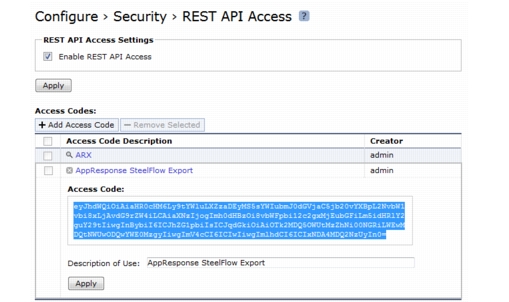 Configure › Security › REST API Access ?
REST API Access Settings
Enable REST API Access
Apply
Access Codes:
+ Add Access Code − Remove Selected
Access Code Description Creator
ARX admin
AppResponse SteelFlow Export admin
Access Code:
Description of Use: AppResponse SteelFlow Export
Apply